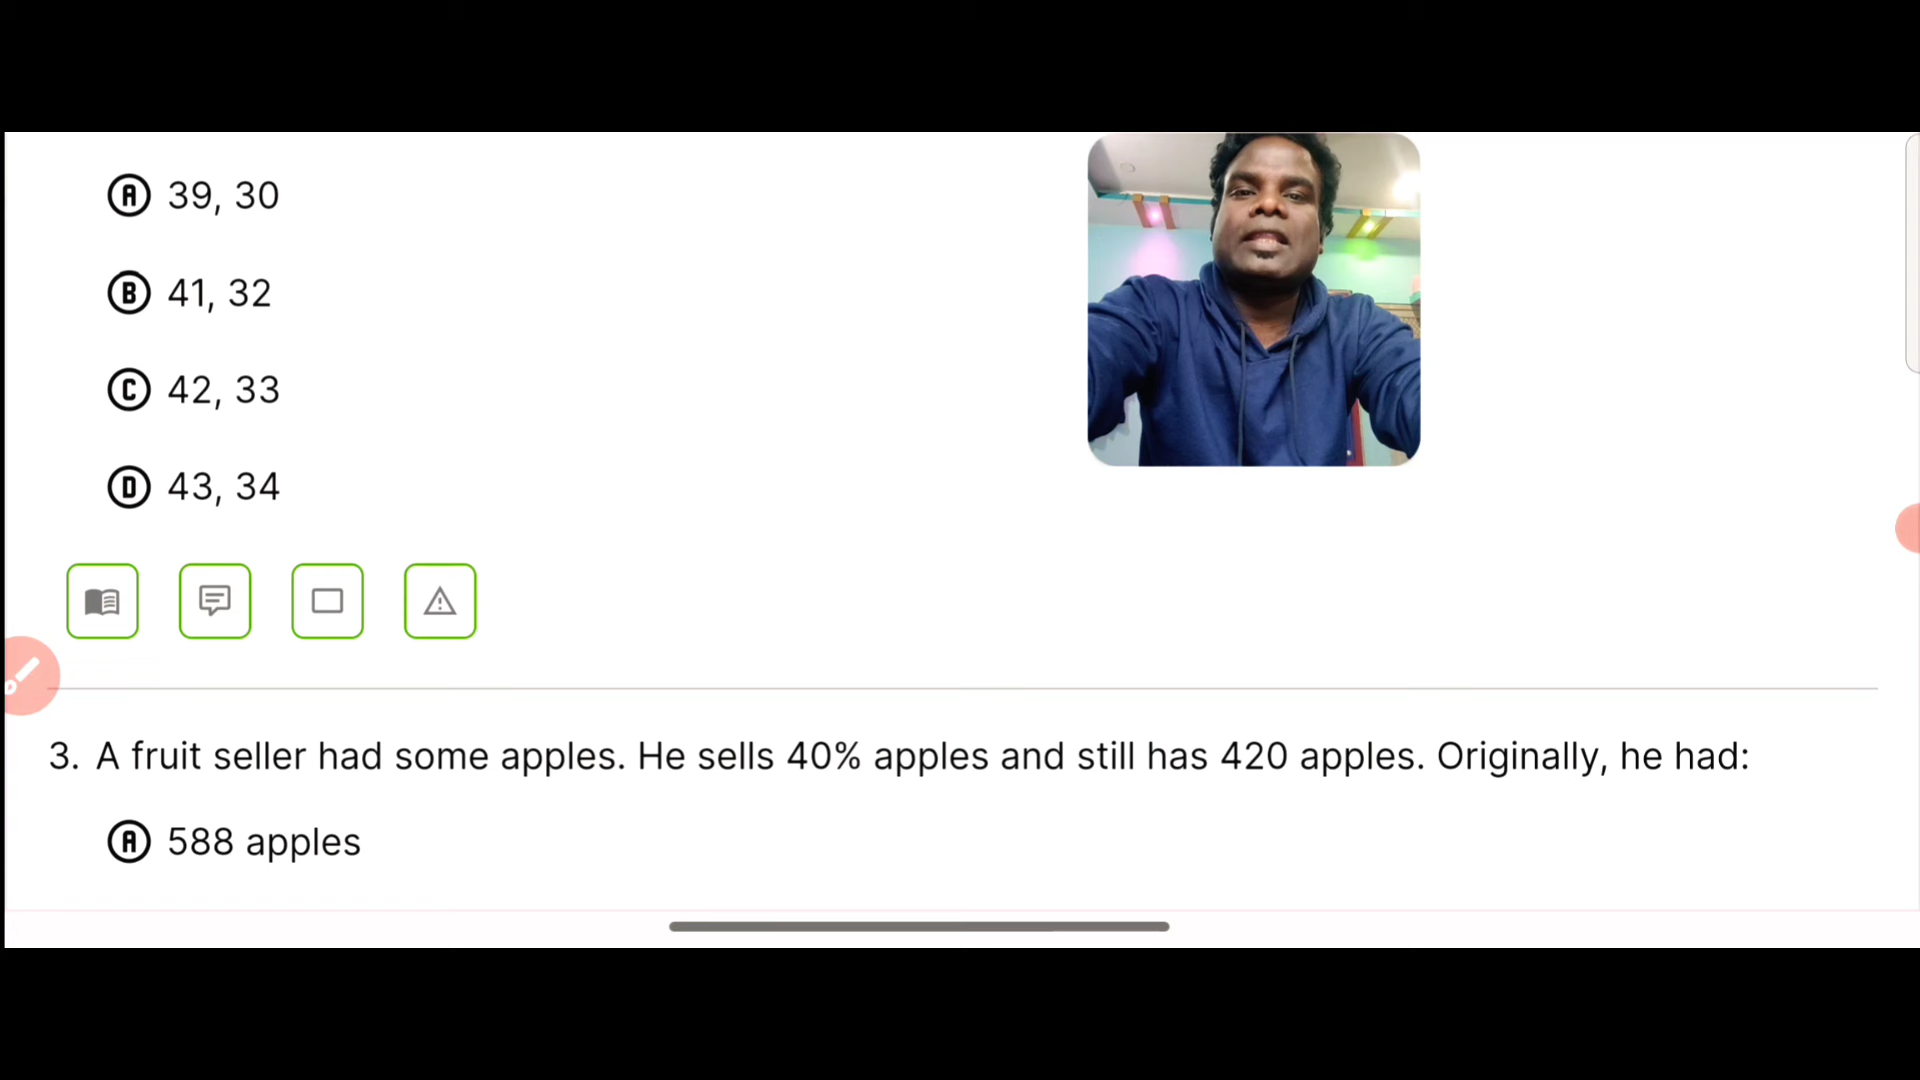 A 39, 30
B 41, 32
C 42, 33
D 43, 34
3. A fruit seller had some apples. He sells 40% apples and still has 420 apples. Originally, he had:
A 588 apples